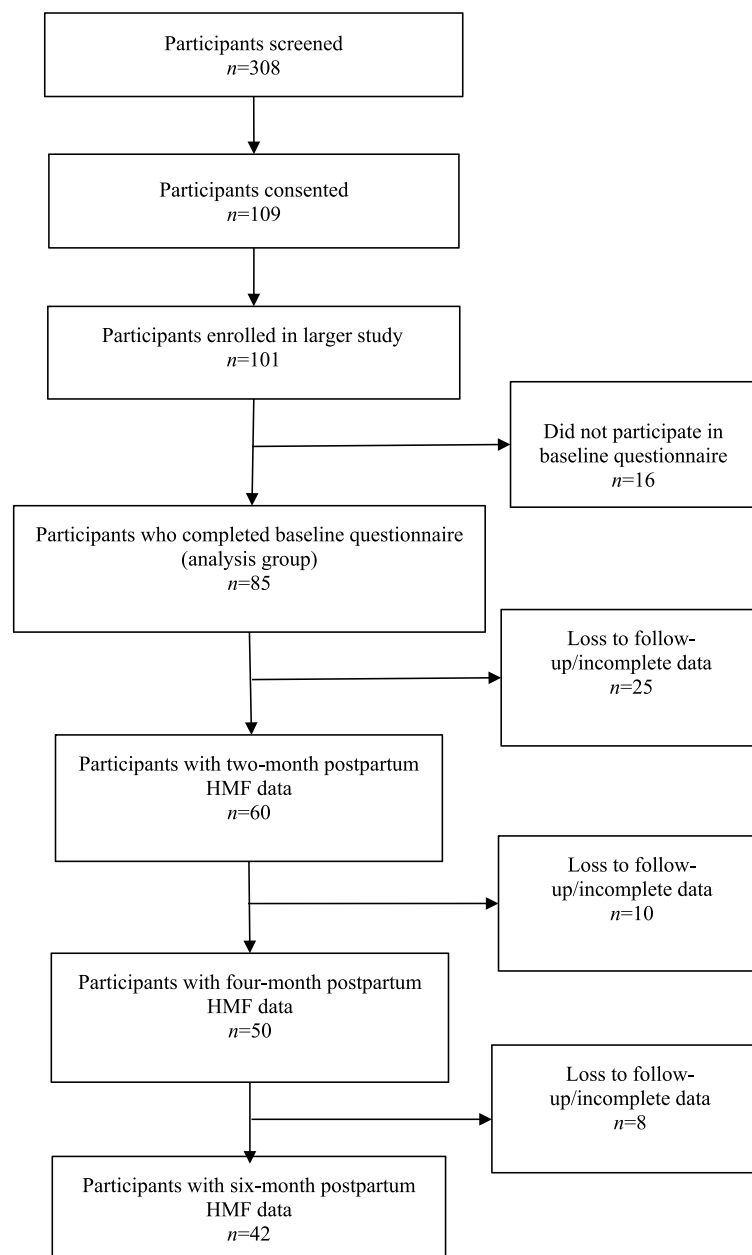 Participants screened
n=308
Participants consented
n=109
Participants enrolled in larger study
n=101
Did not participate in
baseline questionnaire
n=16
Participants who completed baseline questionnaire
(analysis group)
n=85
Loss to follow-
up/incomplete data
n=25
Participants with two-month postpartum
HMF data
n=60
Loss to follow-
up/incomplete data
n=10
Participants with four-month postpartum
HMF data
n=50
Loss to follow-
up/incomplete data
n=8
Participants with six-month postpartum
HMF data
n=42